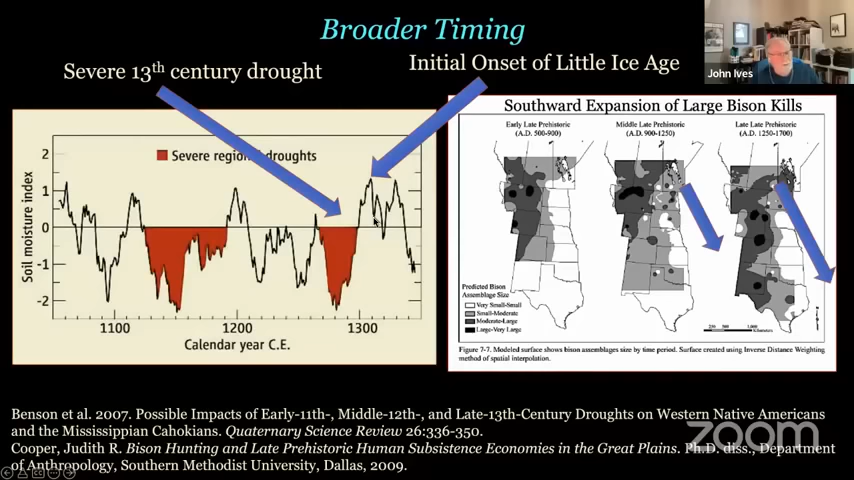 Broader Timing
John Ives
Severe 13th century drought
Initial Onset of Little Ice Age
Severe regional droughts
Soil moisture index
2
1
0
-1
-2
1100
1200
1300
Calendar year C.E.
Southward Expansion of Large Bison Kills
Early Late Prehistoric
(A.D. 500-900)
Middle Late Prehistoric
(A.D. 900-1250)
Late Late Prehistoric
(A.D. 1250-1700)
Predicted Bison
Assemblage Size
Very Small-Small
Small-Moderate
Moderate-Large
Large-Very Large
Figure 7-7. Modeled surface shows bison assemblages size by time period. Surface created using Inverse Distance Weighting
method of spatial interpolation.
Benson et al. 2007. Possible Impacts of Early-11th-, Middle-12th-, and Late-13th-Century Droughts on Western Native Americans
and the Mississippian Cahokians. Quaternary Science Review 26:336-350.
Cooper, Judith R. Bison Hunting and Late Prehistoric Human Subsistence Economies in the Great Plains. Ph.D. diss., Department
of Anthropology, Southern Methodist University, Dallas, 2009.
zoom